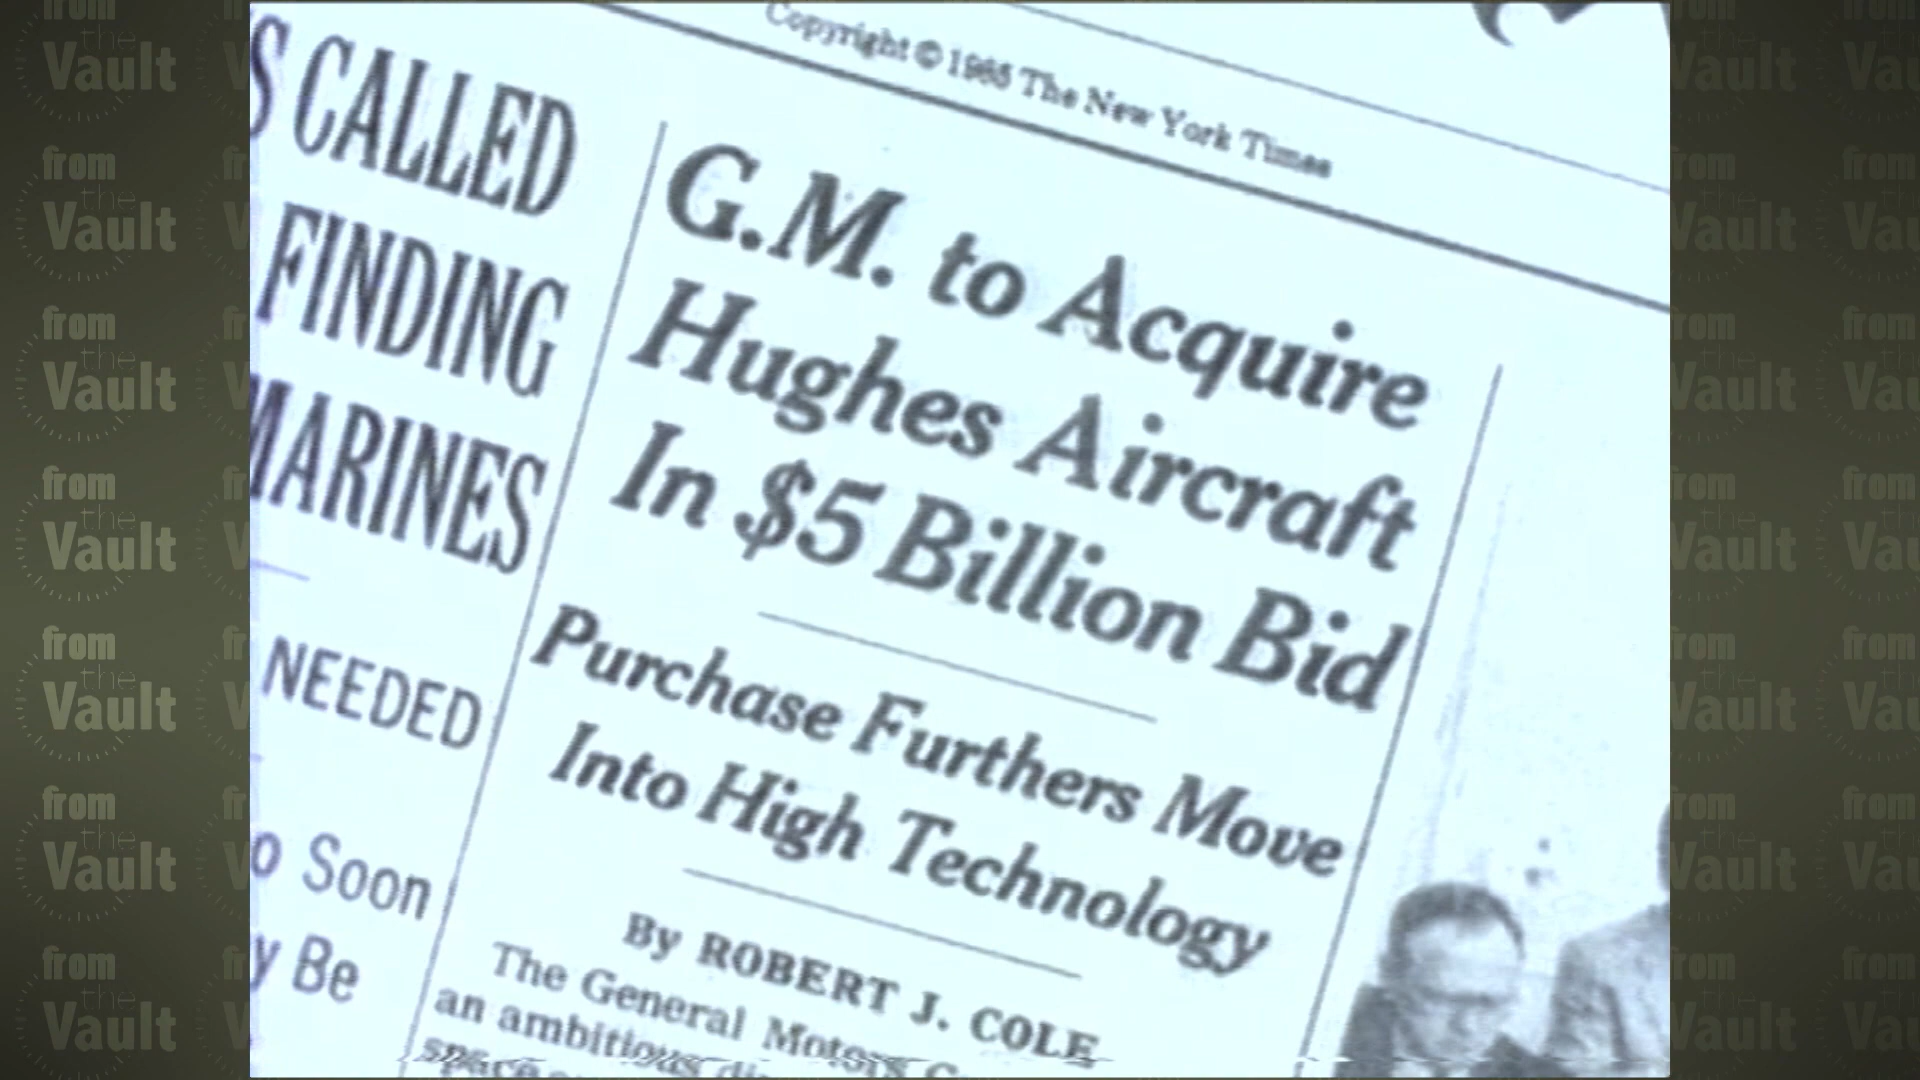 Copyright © 1985 The New York Times
S CALLED
FINDING
MARINES
NEEDED
o Soon
y Be
G.M. to Acquire
Hughes Aircraft
In $5 Billion Bid
Purchase Furthers Move
Into High Technology
By ROBERT J. COLE
The General Motors
an ambitious
space
from
the
Vault